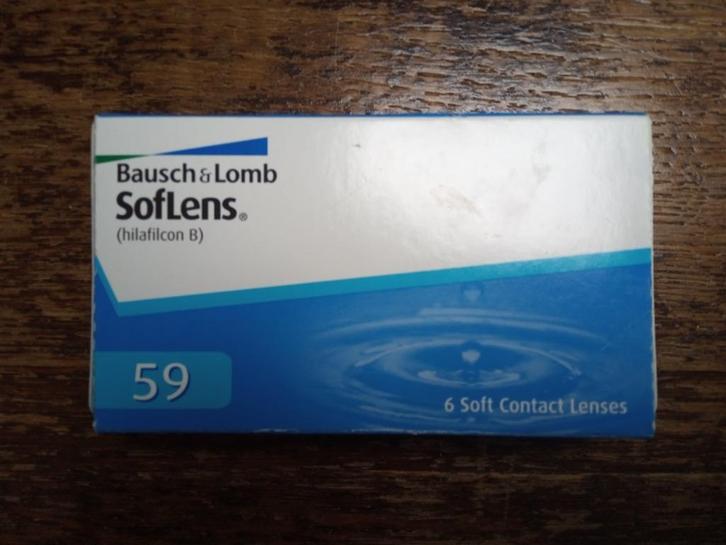 Bausch & Lomb
SofLens®
(hilafilcon B)
59
6 Soft Contact Lenses